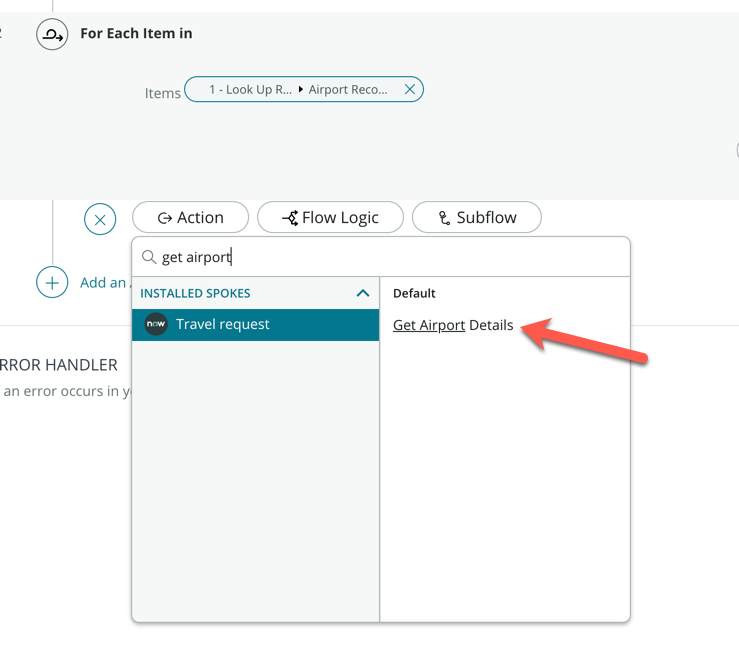 2
For Each Item in
Items 1 - Look Up R... Airport Reco...
Action Flow Logic Subflow
get airport
INSTALLED SPOKES
now Travel request
Default
Get Airport Details
Add an
RROR HANDLER
an error occurs in y